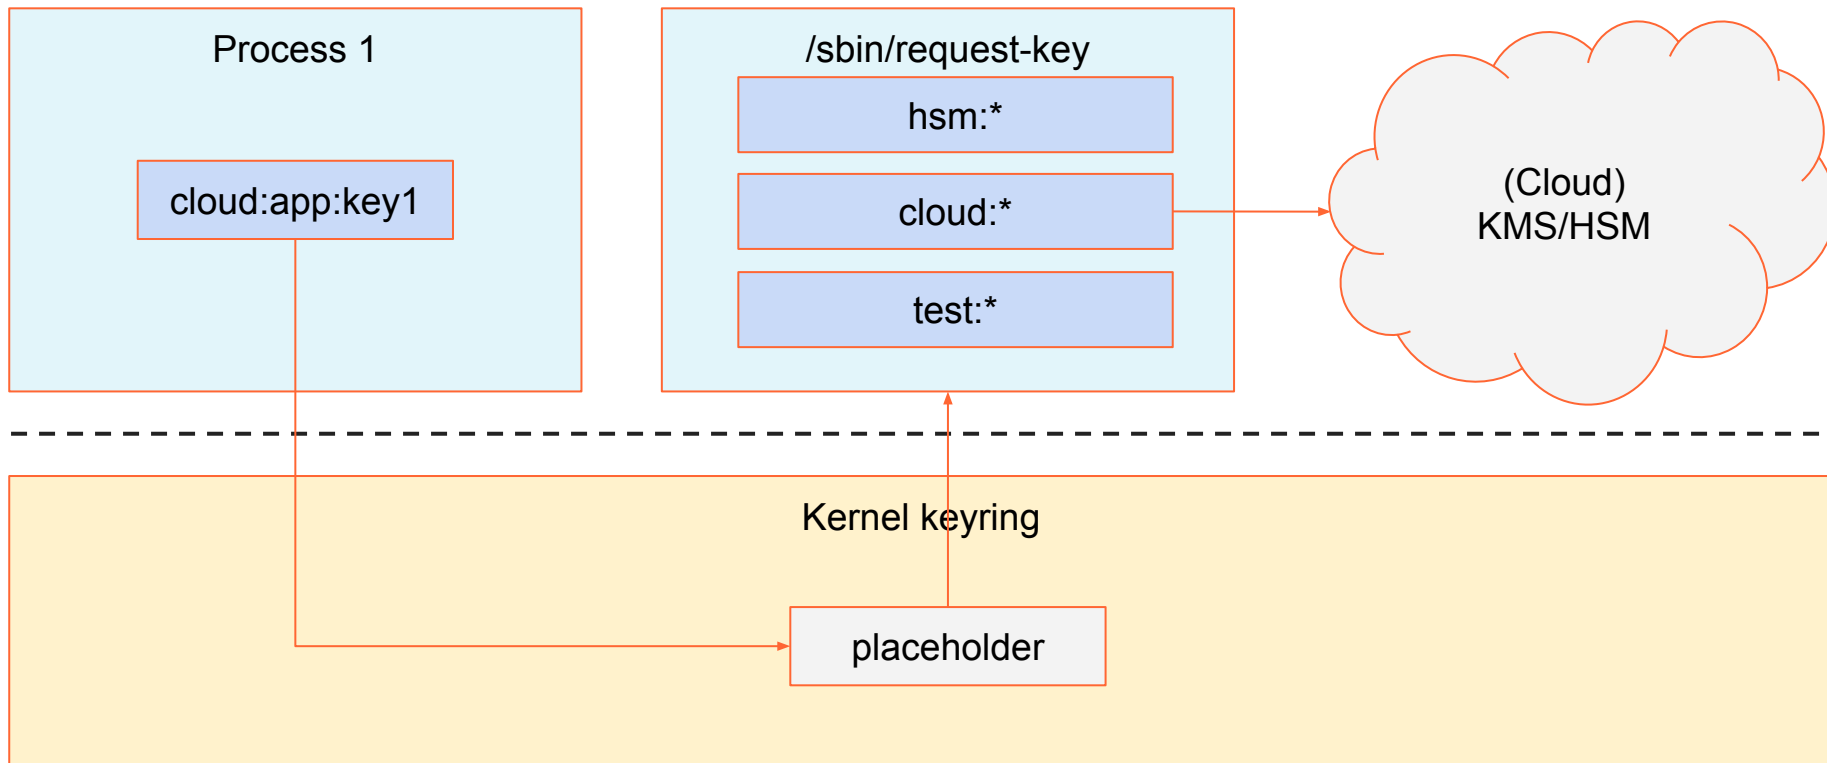 Process 1
cloud:app:key1
/sbin/request-key
hsm:*
cloud:*
test:*
(Cloud)
KMS/HSM
Kernel keyring
placeholder